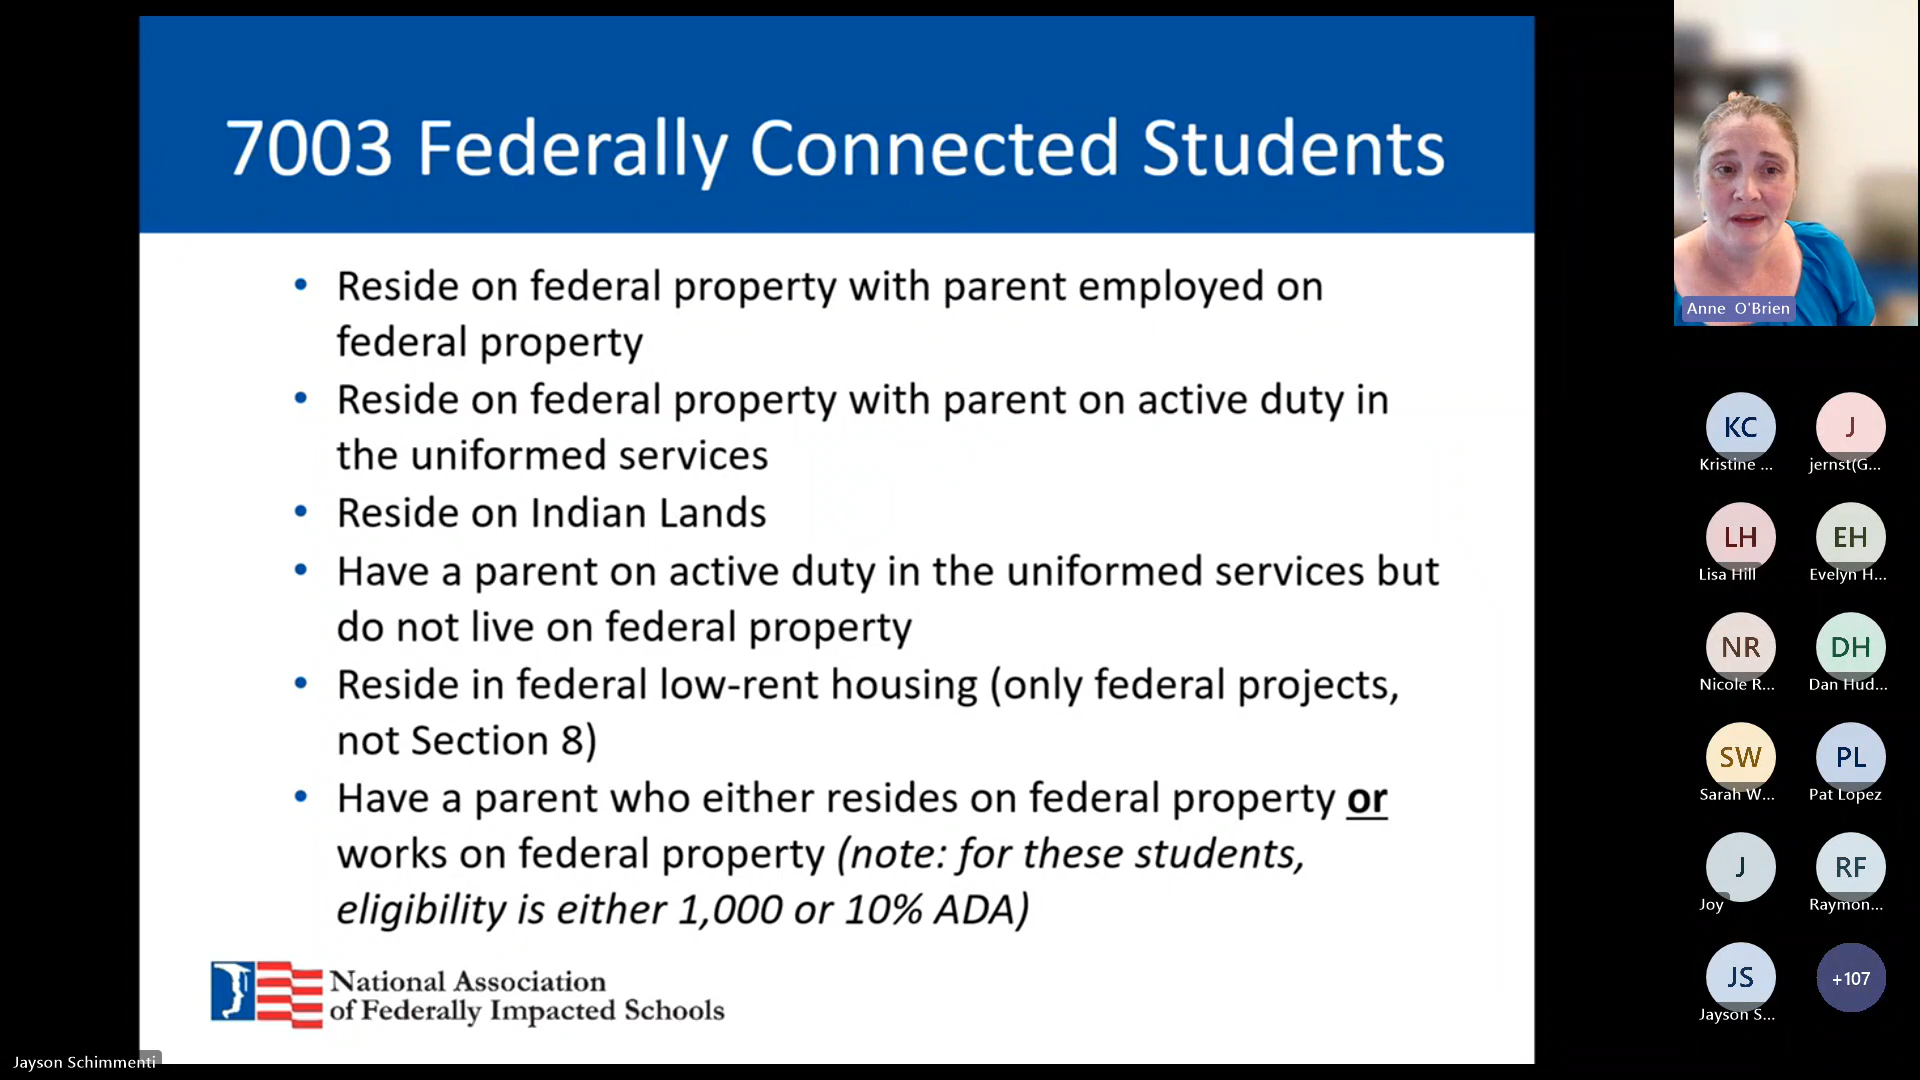 7003 Federally Connected Students
• Reside on federal property with parent employed on
federal property
• Reside on federal property with parent on active duty in
the uniformed services
• Reside on Indian Lands
• Have a parent on active duty in the uniformed services but
do not live on federal property
• Reside in federal low-rent housing (only federal projects,
not Section 8)
• Have a parent who either resides on federal property or
works on federal property (note: for these students,
eligibility is either 1,000 or 10% ADA)
National Association
of Federally Impacted Schools
Jayson Schimmenti
Anne O'Brien
KC
Kristine ...
J
jernst(G...
LH
Lisa Hill
EH
Evelyn H...
NR
Nicole R...
DH
Dan Hud...
SW
Sarah W...
PL
Pat Lopez
J
Joy
RF
Raymon...
JS
Jayson S...
+107